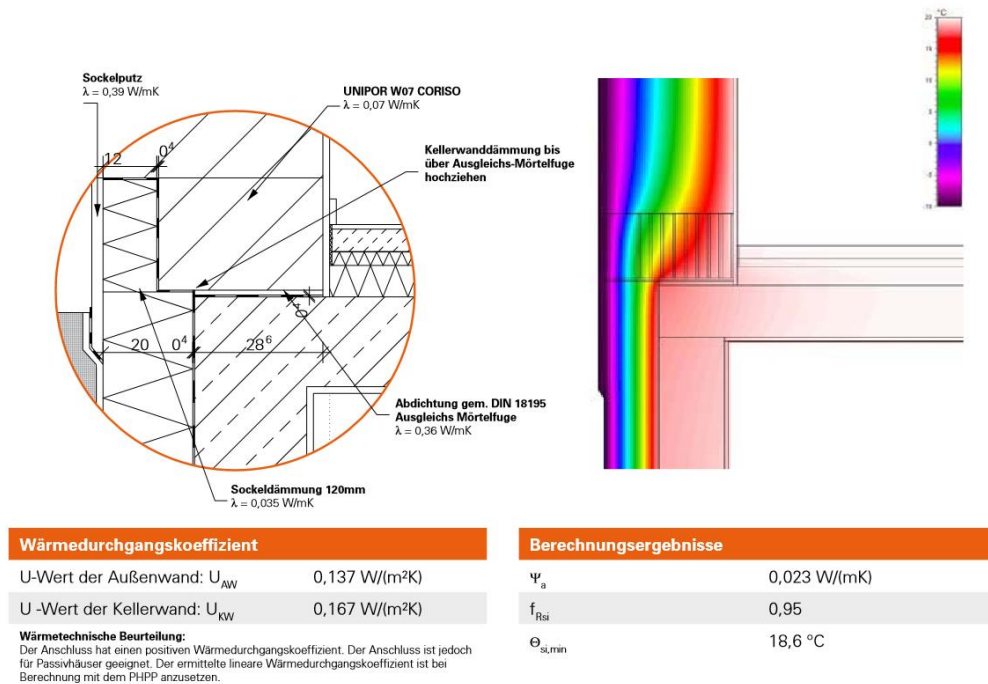 Sockelputz
λ = 0,39 W/mK
UNIPOR W07 CORISO
λ = 0,07 W/mK
Kellerwanddämmung bis
über Ausgleichs-Mörtelfuge
hochziehen
12
0⁴
0⁴
20
0⁴
28⁶
Abdichtung gem. DIN 18195
Ausgleichs Mörtelfuge
λ = 0,36 W/mK
Sockeldämmung 120mm
λ = 0,035 W/mK
°C
20
15
10
5
0
-5
-10
Wärmedurchgangskoeffizient
U-Wert der Außenwand: U_AW 0,137 W/(m²K)
U -Wert der Kellerwand: U_KW 0,167 W/(m²K)
Wärmetechnische Beurteilung:
Der Anschluss hat einen positiven Wärmedurchgangskoeffizient. Der Anschluss ist jedoch
für Passivhäuser geeignet. Der ermittelte lineare Wärmedurchgangskoeffizient ist bei
Berechnung mit dem PHPP anzusetzen.
Berechnungsergebnisse
Ψ_a 0,023 W/(mK)
f_Rsi 0,95
Θ_si,min 18,6 °C